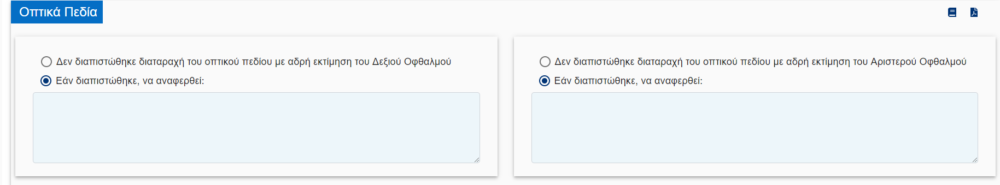 Οπτικά Πεδία
Δεν διαπιστώθηκε διαταραχή του οπτικού πεδίου με αδρή εκτίμηση του Δεξιού Οφθαλμού
Εάν διαπιστώθηκε, να αναφερθεί:
Δεν διαπιστώθηκε διαταραχή του οπτικού πεδίου με αδρή εκτίμηση του Αριστερού Οφθαλμού
Εάν διαπιστώθηκε, να αναφερθεί: